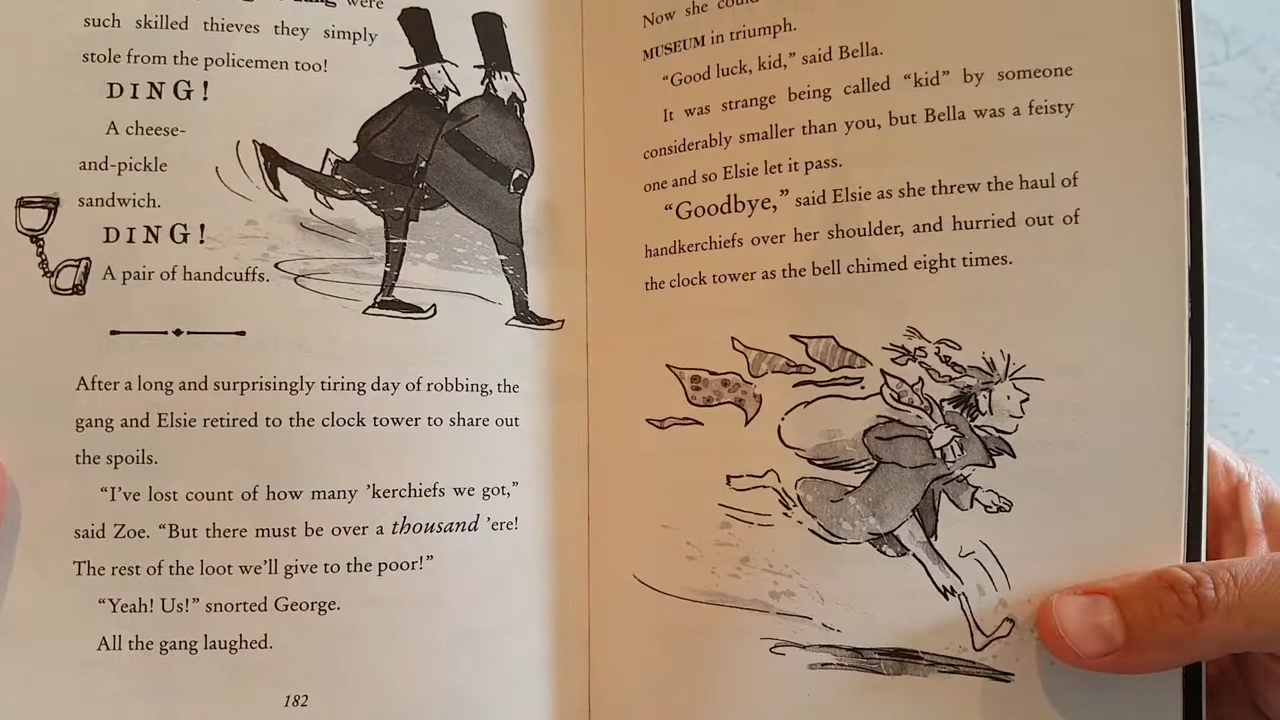 were
such skilled thieves they simply
stole from the policemen too!
DING!
A cheese-
and-pickle
sandwich.
DING!
A pair of handcuffs.
After a long and surprisingly tiring day of robbing, the
gang and Elsie retired to the clock tower to share out
the spoils.
“I’ve lost count of how many ’kerchiefs we got,”
said Zoe. “But there must be over a thousand ’ere!
The rest of the loot we’ll give to the poor!”
“Yeah! Us!” snorted George.
All the gang laughed.
182
Now she could
MUSEUM in triumph.
“Good luck, kid,” said Bella.
It was strange being called “kid” by someone
considerably smaller than you, but Bella was a feisty
one and so Elsie let it pass.
“Goodbye,” said Elsie as she threw the haul of
handkerchiefs over her shoulder, and hurried out of
the clock tower as the bell chimed eight times.